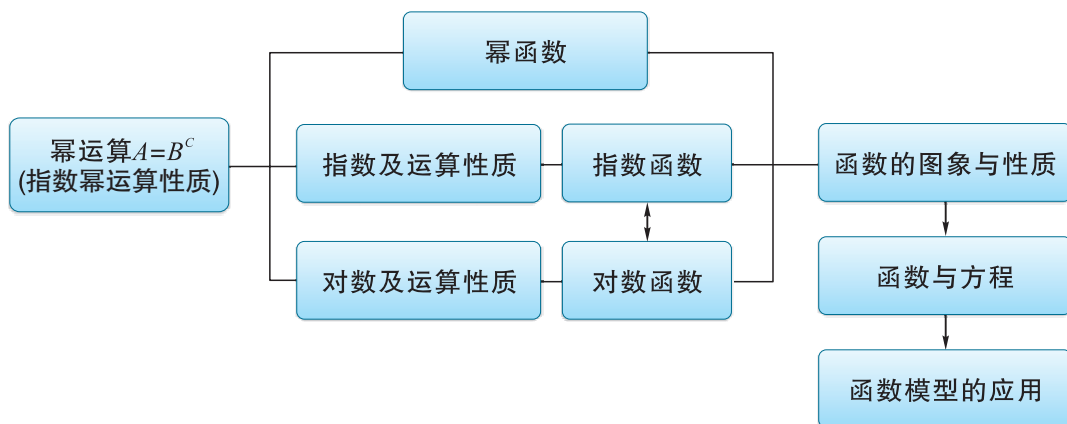 幂函数
幂运算A=B^C
(指数幂运算性质)
指数及运算性质
指数函数
函数的图象与性质
对数及运算性质
对数函数
函数与方程
函数模型的应用